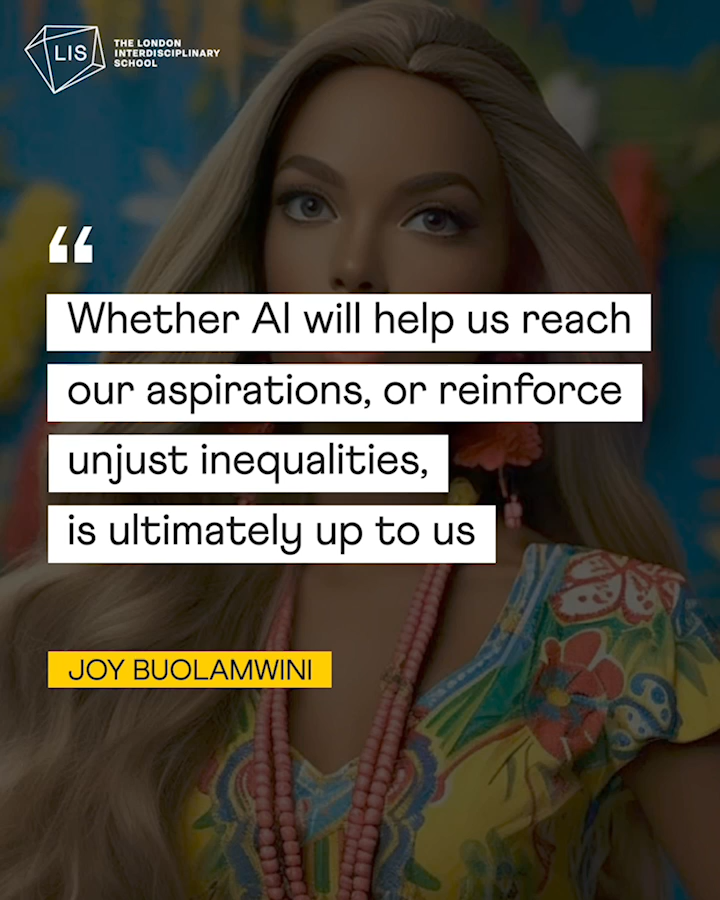 LIS
THE LONDON
INTERDISCIPLINARY
SCHOOL
“
Whether AI will help us reach
our aspirations, or reinforce
unjust inequalities,
is ultimately up to us
JOY BUOLAMWINI